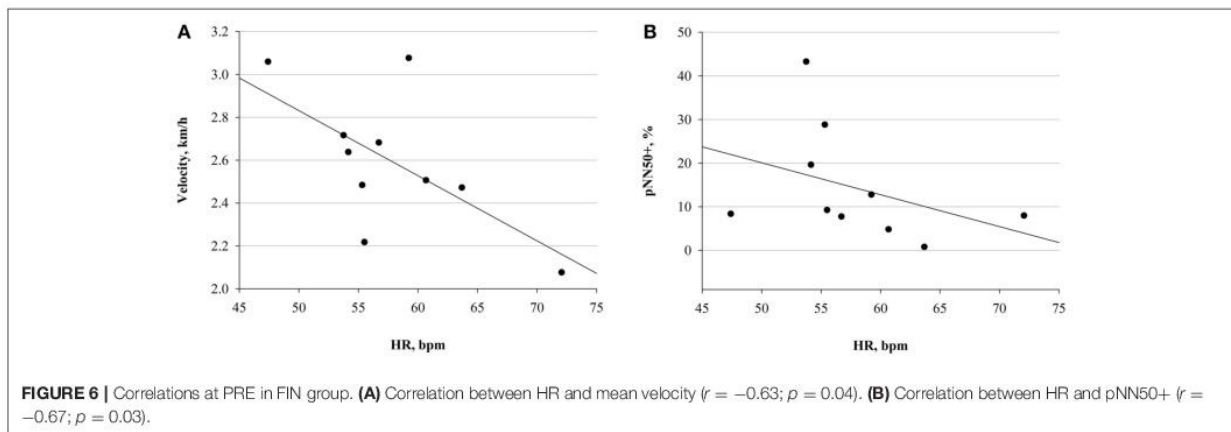 A
3.2
3.0
2.8
2.6
2.4
2.2
2.0
Velocity, km/h
45 50 55 60 65 70 75
HR, bpm
B
50
40
30
20
10
0
pNN50+, %
45 50 55 60 65 70 75
HR, bpm
FIGURE 6 | Correlations at PRE in FIN group. (A) Correlation between HR and mean velocity (r = −0.63; p = 0.04). (B) Correlation between HR and pNN50+ (r =
−0.67; p = 0.03).